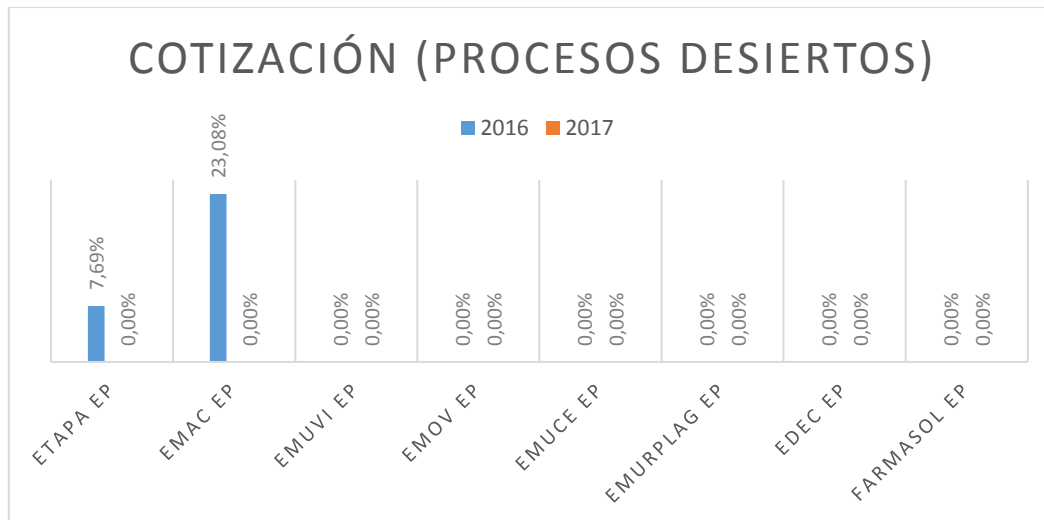 COTIZACIÓN (PROCESOS DESIERTOS)
2016 2017
7,69%
0,00%
23,08%
0,00%
0,00%
0,00%
0,00%
0,00%
0,00%
0,00%
0,00%
0,00%
0,00%
0,00%
0,00%
0,00%
ETAPA EP
EMAC EP
EMUVI EP
EMOV EP
EMUCE EP
EMURPLAG EP
EDEC EP
FARMASOL EP